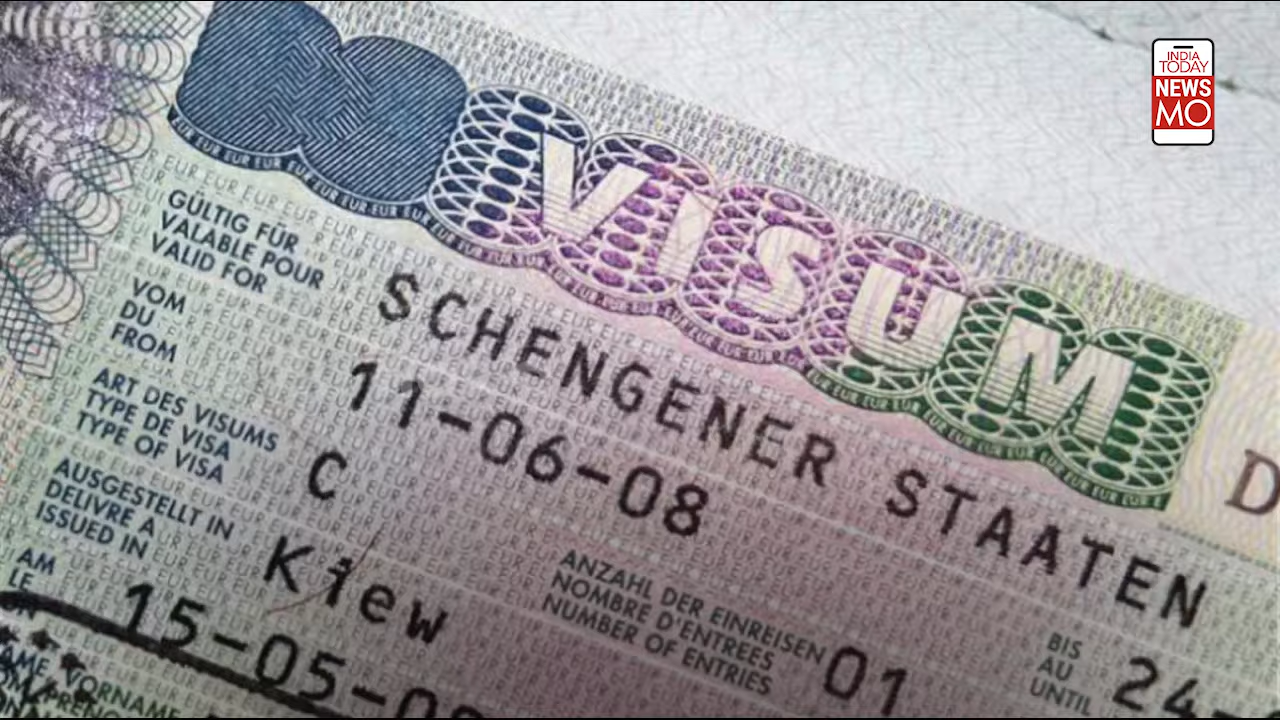 INDIA
TODAY
NEWS
MO
VISUM
D
GÜLTIG FÜR
VALABLE POUR
VALID FOR
SCHENGENER STAATEN
VOM
DU
FROM
11-06-08
BIS
AU
UNTIL
24-
ART DES VISUMS
TYPE DE VISA
TYPE OF VISA
C
ANZAHL DER EINREISEN
NOMBRE D'ENTREES
NUMBER OF ENTRIES
01
AUSGESTELLT IN
DELIVRE A
ISSUED IN
Kiew
AM
LE
15-05-
VORNAME